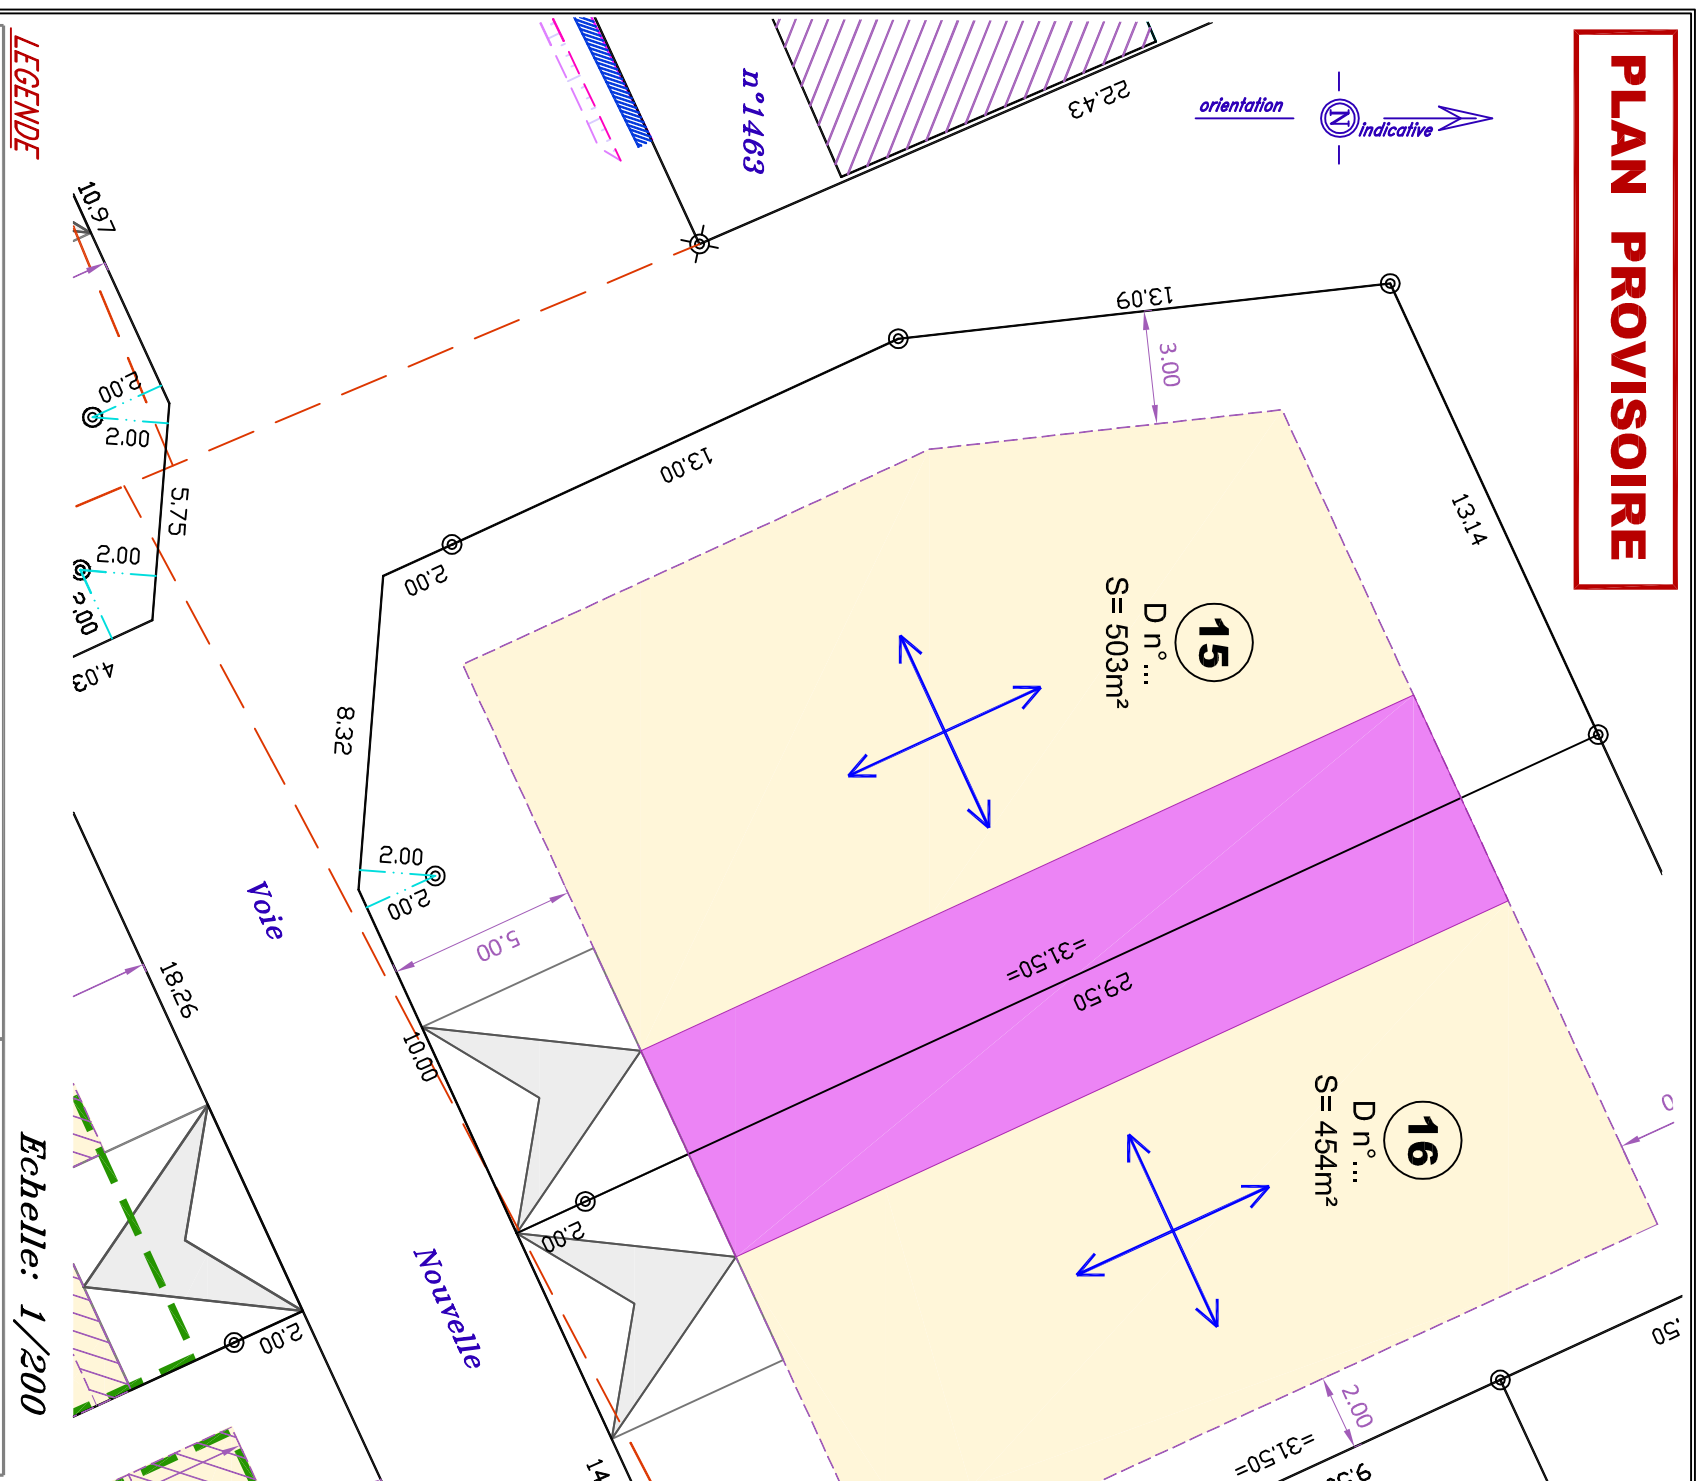 PLAN PROVISOIRE
orientation
N
indicative
22.43
n°1463
LEGENDE
10.97
13.09
3.00
13.14
13.00
2.00
2.00
5.75
2.00
2.00
4.03
2.00
15
D n° ...
S= 503m²
8.32
2.00
2.00
5.00
Voie
18.26
=31.50=
29.50
10.00
16
D n° ...
S= 454m²
2.00
Nouvelle
2.00
2.00
=31.50=
.50
14
Echelle: 1/200